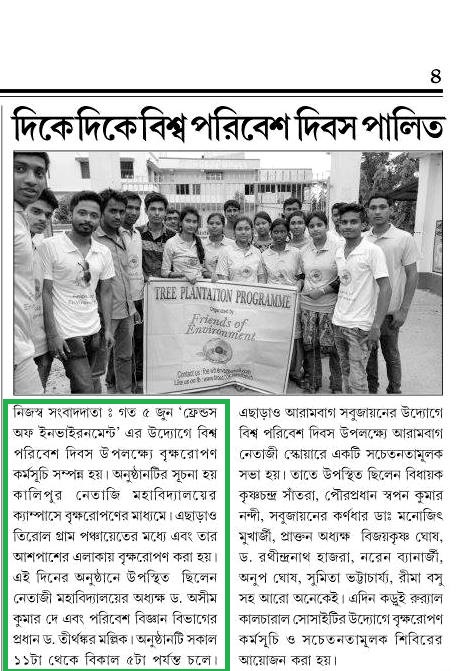 ৪
দিকে দিকে বিশ্ব পরিবেশ দিবস পালিত
TREE PLANTATION PROGRAMME
Organized by
Friends of
Environment
Contact us :
Like us on
নিজস্ব সংবাদদাতা ঃ গত ৫ জুন ‘ফ্রেন্ডস
অফ ইনভাইরনমেন্ট’ এর উদ্যোগে বিশ্ব
পরিবেশ দিবস উপলক্ষ্যে বৃক্ষরোপণ
কর্মসূচি সম্পন্ন হয়। অনুষ্ঠানটির সূচনা হয়
কালিপুর নেতাজি মহাবিদ্যালয়ের
ক্যাম্পাসে বৃক্ষরোপণের মাধ্যমে। এছাড়াও
তিরোল গ্রাম পঞ্চায়েতের মধ্যে এবং তার
আশপাশের এলাকায় বৃক্ষরোপণ করা হয়।
এই দিনের অনুষ্ঠানে উপস্থিত ছিলেন
নেতাজী মহাবিদ্যালয়ের অধ্যক্ষ ড. অসীম
কুমার দে এবং পরিবেশ বিজ্ঞান বিভাগের
প্রধান ড. তীর্থঙ্কর মল্লিক। অনুষ্ঠানটি সকাল
১১টা থেকে বিকাল ৫টা পর্যন্ত চলে।
এছাড়াও আরামবাগ সবুজায়নের উদ্যোগে
বিশ্ব পরিবেশ দিবস উপলক্ষ্যে আরামবাগ
নেতাজী স্কোয়ারে একটি সচেতনতামূলক
সভা হয়। তাতে উপস্থিত ছিলেন বিধায়ক
কৃষ্ণচন্দ্র সাঁতরা, পৌরপ্রধান স্বপন কুমার
নন্দী, সবুজায়নের কর্ণধার ডাঃ মনোজিৎ
মুখার্জী, প্রাক্তন অধ্যক্ষ বিজয়কৃষ্ণ ঘোষ,
ড. রথীন্দ্রনাথ হাজরা, নরেন ব্যানার্জী,
অনুপ ঘোষ, সুমিতা ভট্টাচার্য্য, রীমা বসু
সহ আরো অনেকেই। এদিন কড়ুই রুর‍্যাল
কালচারাল সোসাইটির উদ্যোগে বৃক্ষরোপণ
কর্মসূচি ও সচেতনতামূলক শিবিরের
আয়োজন করা হয়।